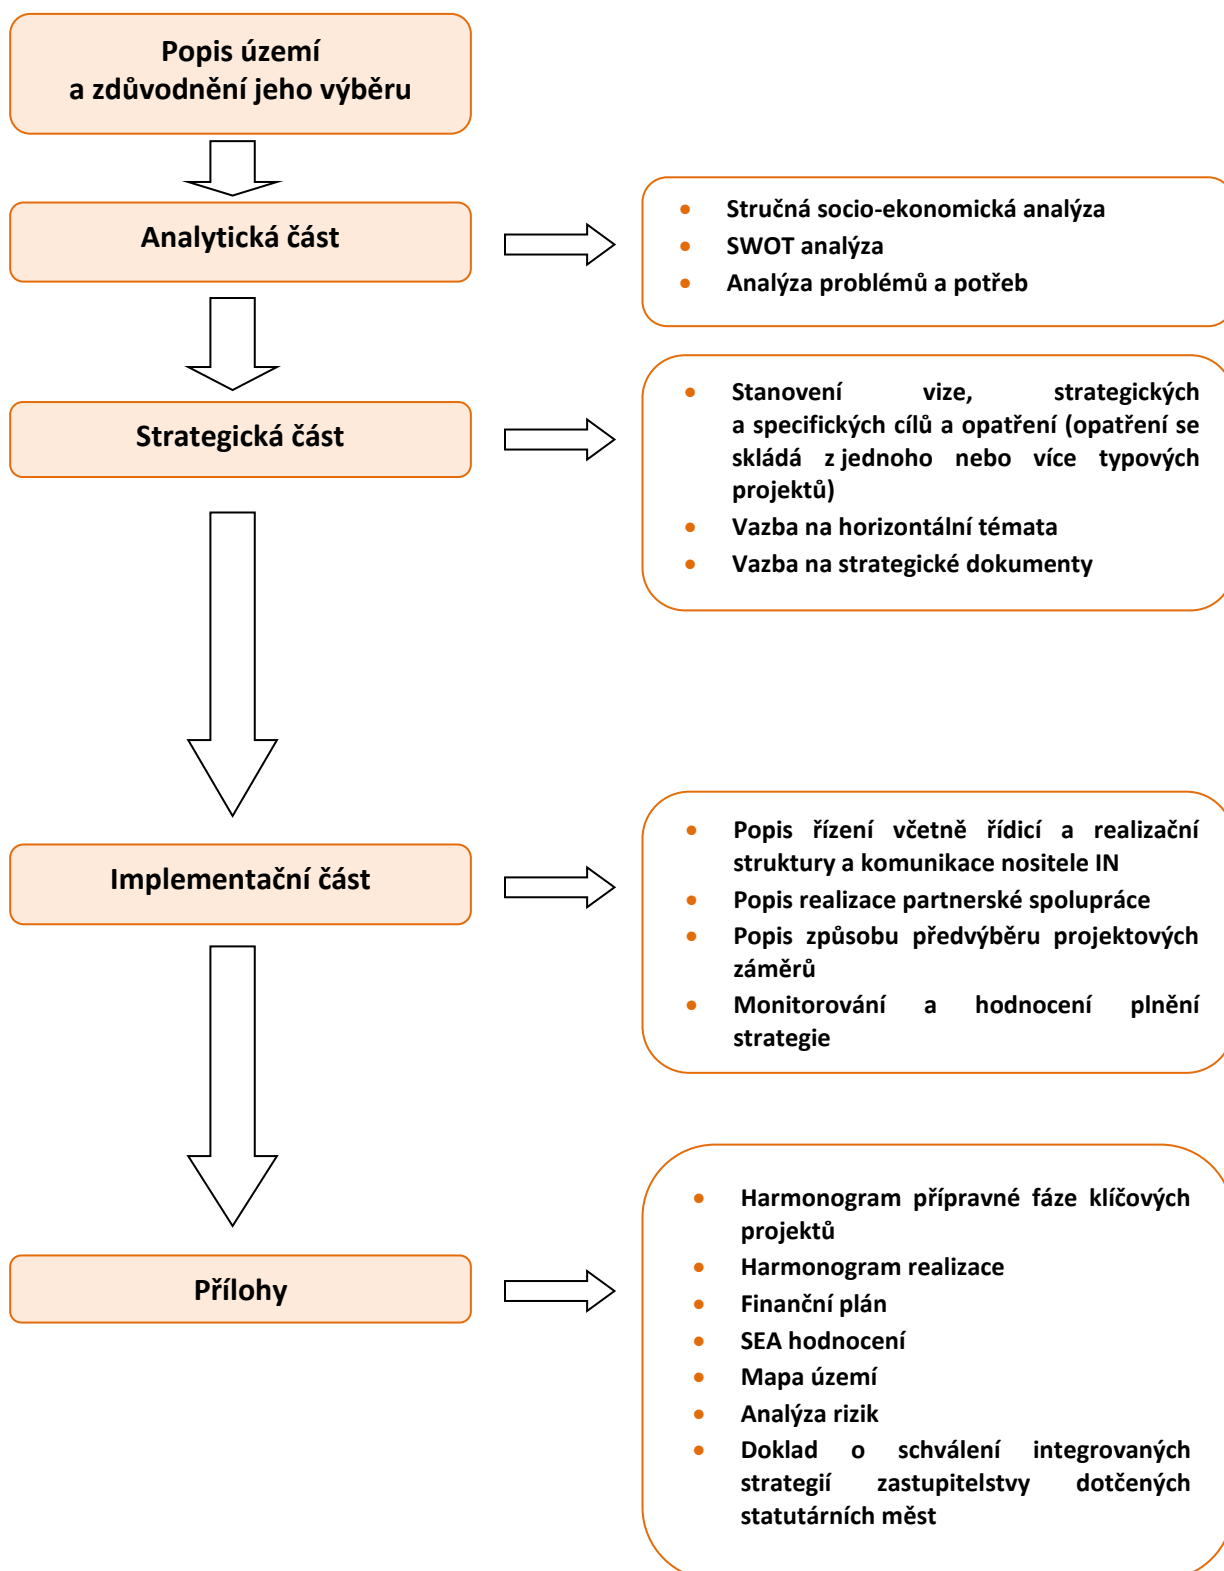 Popis území
a zdůvodnění jeho výběru
Analytická část
• Stručná socio-ekonomická analýza
• SWOT analýza
• Analýza problémů a potřeb
Strategická část
• Stanovení vize, strategických
a specifických cílů a opatření (opatření se
skládá z jednoho nebo více typových
projektů)
• Vazba na horizontální témata
• Vazba na strategické dokumenty
Implementační část
• Popis řízení včetně řídicí a realizační
struktury a komunikace nositele IN
• Popis realizace partnerské spolupráce
• Popis způsobu předvýběru projektových
záměrů
• Monitorování a hodnocení plnění
strategie
Přílohy
• Harmonogram přípravné fáze klíčových
projektů
• Harmonogram realizace
• Finanční plán
• SEA hodnocení
• Mapa území
• Analýza rizik
• Doklad o schválení integrovaných
strategií zastupitelstvy dotčených
statutárních měst